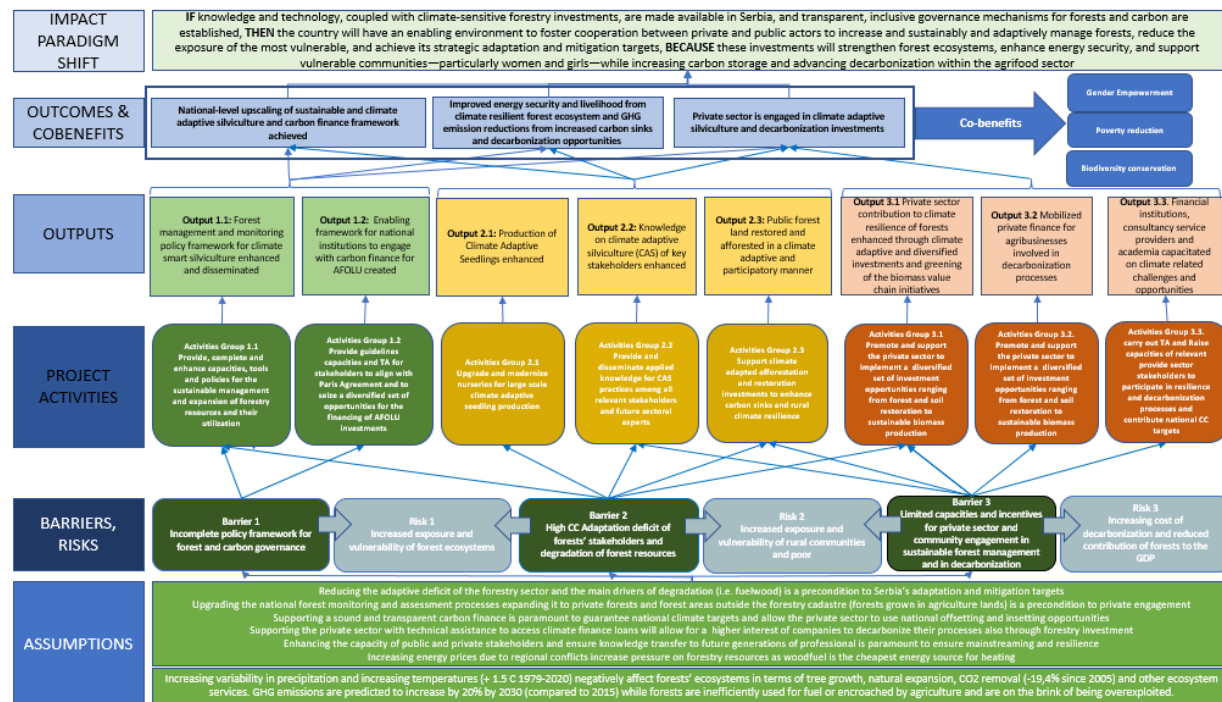 IMPACT
PARADIGM
SHIFT
IF knowledge and technology, coupled with climate-sensitive forestry investments, are made available in Serbia, and transparent, inclusive governance mechanisms for forests and carbon are
established, THEN the country will have an enabling environment to foster cooperation between private and public actors to increase and sustainably and adaptively manage forests, reduce the
exposure of the most vulnerable, and achieve its strategic adaptation and mitigation targets, BECAUSE these investments will strengthen forest ecosystems, enhance energy security, and support
vulnerable communities—particularly women and girls—while increasing carbon storage and advancing decarbonization within the agrifood sector
OUTCOMES &
COBENEFITS
National-level upscaling of sustainable and climate
adaptive silviculture and carbon finance framework
achieved
Improved energy security and livelihood from
climate resilient forest ecosystem and GHG
emission reductions from increased carbon sinks
and decarbonization opportunities
Private sector is engaged in climate adaptive
silviculture and decarbonization investments
Co-benefits
Gender Empowerment
Poverty reduction
Biodiversity conservation
OUTPUTS
Output 1.1: Forest
management and monitoring
policy framework for climate
smart silviculture enhanced
and disseminated
Output 1.2: Enabling
framework for national
institutions to engage
with carbon finance for
AFOLU created
Output 2.1: Production of
Climate Adaptive
Seedlings enhanced
Output 2.2: Knowledge
on climate adaptive
silviculture (CAS) of key
stakeholders enhanced
Output 2.3: Public forest
land restored and
afforested in a climate
adaptive and
participatory manner
Output 3.1 Private sector
contribution to climate
resilience of forests
enhanced through climate
adaptive and diversified
investments and greening
of the biomass value
chain initiatives
Output 3.2 Mobilized
private finance for
agribusinesses
involved in
decarbonization
processes
Output 3.3. Financial
institutions,
consultancy service
providers and
academia capacitated
on climate related
challenges and
opportunities
PROJECT
ACTIVITIES
Activities Group 1.1
Provide, complete and
enhance capacities, tools
and policies for the
sustainable management
and expansion of forestry
resources and their
utilization
Activities Group 1.2
Provide guidelines
capacities and TA for
stakeholders to align with
Paris Agreement and to
seize a diversified set of
opportunities for the
financing of AFOLU
investments
Activities Group 2.1
Upgrade and modernize
nurseries for large scale
climate adaptive
seedling production
Activities Group 2.2
Provide and
disseminate applied
knowledge for CAS
practices among all
relevant stakeholders
and future sectoral
experts
Activities Group 2.3
Support climate
adapted afforestation
and restoration
investments to enhance
carbon sinks and rural
climate resilience
Activities Group 3.1
Promote and support
the private sector to
implement a diversified
set of investment
opportunities ranging
from forest and soil
restoration to
sustainable biomass
production
Activities Group 3.2.
Promote and support
the private sector to
implement a diversified
set of investment
opportunities ranging
from forest and soil
restoration to
sustainable biomass
production
Activities Group 3.3.
carry out TA and Raise
capacities of relevant
provide sector
stakeholders to
participate in resilience
and decarbonization
processes and
contribute national CC
targets
BARRIERS,
RISKS
Barrier 1
Incomplete policy framework for
forest and carbon governance
Risk 1
Increased exposure and
vulnerability of forest ecosystems
Barrier 2
High CC Adaptation deficit of
forests' stakeholders and
degradation of forest resources
Risk 2
Increased exposure and
vulnerability of rural communities and
poor
Barrier 3
Limited capacities and incentives
for private sector and
community engagement in
sustainable forest management
and in decarbonization
Risk 3
Increasing cost of
decarbonization and reduced
contribution of forests to the
GDP
ASSUMPTIONS
Reducing the adaptive deficit of the forestry sector and the main drivers of degradation (i.e. fuelwood) is a precondition to Serbia's adaptation and mitigation targets
Upgrading the national forest monitoring and assessment processes expanding it to private forests and forest areas outside the forestry cadastre (forests grown in agriculture lands) is a precondition to private engagement
Supporting a sound and transparent carbon finance is paramount to guarantee national climate targets and allow the private sector to use national offsetting and insetting opportunities
Supporting the private sector with technical assistance to access climate finance loans will allow for a higher interest of companies to decarbonize their processes also through forestry investment
Enhancing the capacity of public and private stakeholders and ensure knowledge transfer to future generations of professional is paramount to ensure mainstreaming and resilience
Increasing energy prices due to regional conflicts increase pressure on forestry resources as woodfuel is the cheapest energy source for heating
Increasing variability in precipitation and increasing temperatures (+ 1.5 C 1979-2020) negatively affect forests' ecosystems in terms of tree growth, natural expansion, CO2 removal (-19,4% since 2005) and other ecosystem
services. GHG emissions are predicted to increase by 20% by 2030 (compared to 2015) while forests are inefficiently used for fuel or encroached by agriculture and are on the brink of being overexploited.